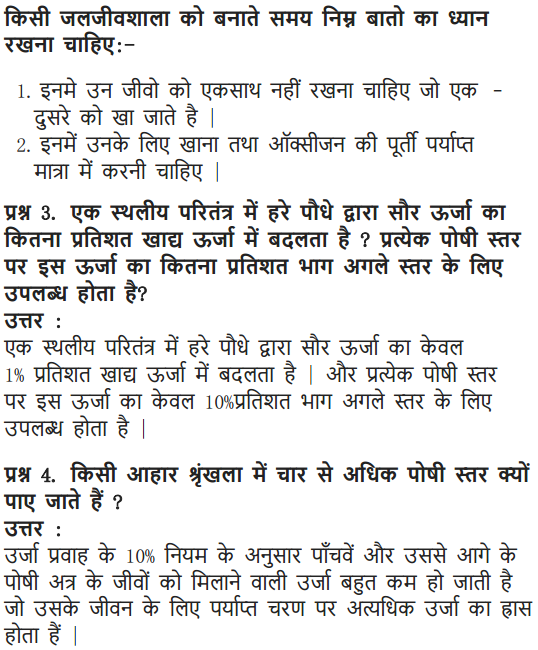 किसी जलजीवशाला को बनाते समय निम्न बातो का ध्यान
रखना चाहिए:-
1. इनमे उन जीवो को एकसाथ नहीं रखना चाहिए जो एक -
दुसरे को खा जाते है |
2. इनमें उनके लिए खाना तथा ऑक्सीजन की पूर्ती पर्याप्त
मात्रा में करनी चाहिए |
प्रश्न 3. एक स्थलीय परितंत्र में हरे पौधे द्वारा सौर ऊर्जा का
कितना प्रतिशत खाद्य ऊर्जा में बदलता है ? प्रत्येक पोषी स्तर
पर इस ऊर्जा का कितना प्रतिशत भाग अगले स्तर के लिए
उपलब्ध होता है?
उत्तर :
एक स्थलीय परितंत्र में हरे पौधे द्वारा सौर ऊर्जा का केवल
1% प्रतिशत खाद्य ऊर्जा में बदलता है | और प्रत्येक पोषी स्तर
पर इस ऊर्जा का केवल 10%प्रतिशत भाग अगले स्तर के लिए
उपलब्ध होता है |
प्रश्न 4. किसी आहार श्रृंखला में चार से अधिक पोषी स्तर क्यों
पाए जाते हैं ?
उत्तर :
उर्जा प्रवाह के 10% नियम के अनुसार पाँचवें और उससे आगे के
पोषी अत्र के जीवों को मिलाने वाली उर्जा बहुत कम हो जाती है
जो उसके जीवन के लिए पर्याप्त चरण पर अत्यधिक उर्जा का ह्रास
होता हैं |